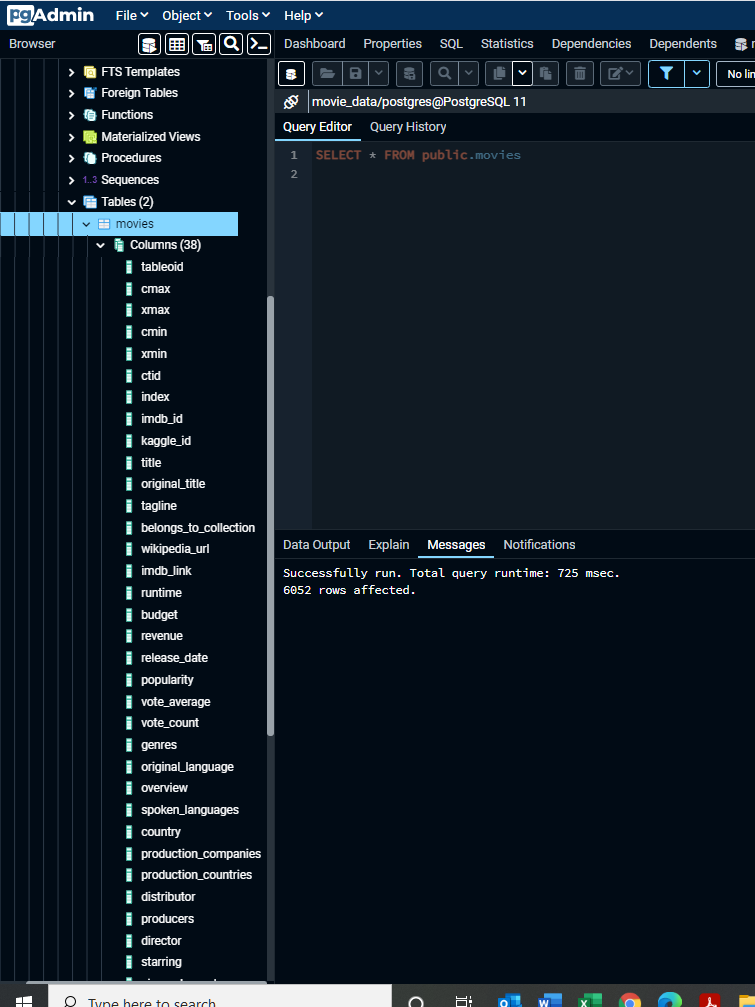 pgAdmin File Object Tools Help
Browser
Dashboard Properties SQL Statistics Dependencies Dependents
No lin
movie_data/postgres@PostgreSQL 11
Query Editor Query History
1 SELECT * FROM public.movies
2
FTS Templates
Foreign Tables
Functions
Materialized Views
Procedures
1..3 Sequences
Tables (2)
movies
Columns (38)
tableoid
cmax
xmax
cmin
xmin
ctid
index
imdb_id
kaggle_id
title
original_title
tagline
belongs_to_collection
wikipedia_url
imdb_link
runtime
budget
revenue
release_date
popularity
vote_average
vote_count
genres
original_language
overview
spoken_languages
country
production_companies
production_countries
distributor
producers
director
starring
Data Output Explain Messages Notifications
Successfully run. Total query runtime: 725 msec.
6052 rows affected.
Type here to search